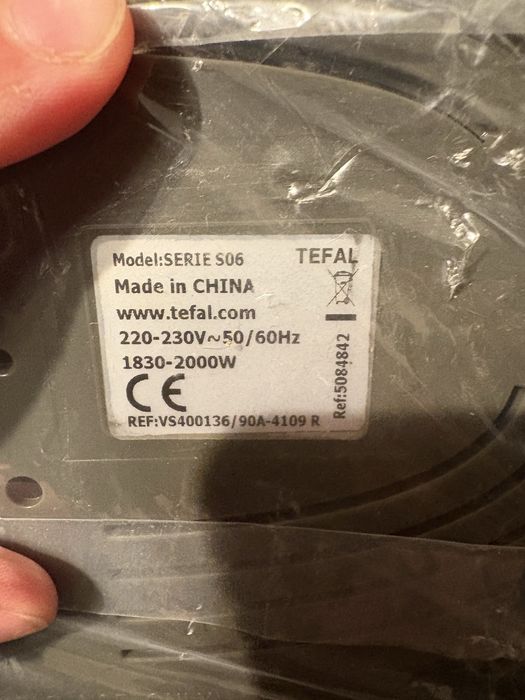 Model:SERIE S06 TEFAL
Made in CHINA
www.tefal.com
220-230V~50/60Hz
1830-2000W
CE
REF:VS400136/90A-4109 R
Ref:5084842